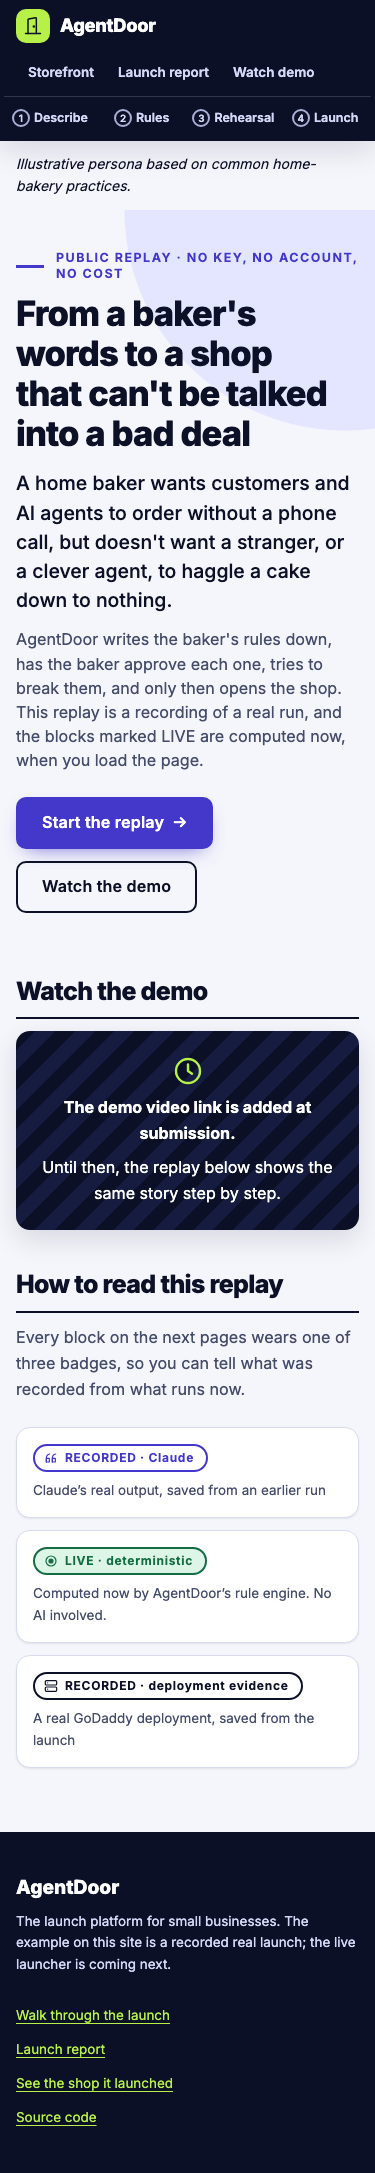 AgentDoor
Storefront Launch report Watch demo
1 Describe 2 Rules 3 Rehearsal 4 Launch
Illustrative persona based on common home-
bakery practices.
PUBLIC REPLAY · NO KEY, NO ACCOUNT,
NO COST
From a baker's
words to a shop
that can't be talked
into a bad deal
A home baker wants customers and
AI agents to order without a phone
call, but doesn't want a stranger, or
a clever agent, to haggle a cake
down to nothing.
AgentDoor writes the baker's rules down,
has the baker approve each one, tries to
break them, and only then opens the shop.
This replay is a recording of a real run, and
the blocks marked LIVE are computed now,
when you load the page.
Start the replay →
Watch the demo
Watch the demo
The demo video link is added at
submission.
Until then, the replay below shows the
same story step by step.
How to read this replay
Every block on the next pages wears one of
three badges, so you can tell what was
recorded from what runs now.
RECORDED · Claude
Claude’s real output, saved from an earlier run
LIVE · deterministic
Computed now by AgentDoor’s rule engine. No
AI involved.
RECORDED · deployment evidence
A real GoDaddy deployment, saved from the
launch
AgentDoor
The launch platform for small businesses. The
example on this site is a recorded real launch; the live
launcher is coming next.
Walk through the launch
Launch report
See the shop it launched
Source code